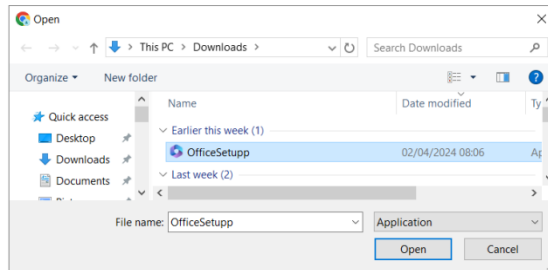 Open
This PC > Downloads >
Search Downloads
Organize
New folder
Name
Date modified
Ty
Quick access
Earlier this week (1)
Desktop
OfficeSetupp
02/04/2024 08:06
Ap
Downloads
Last week (2)
Documents
File name:
OfficeSetupp
Application
Open
Cancel